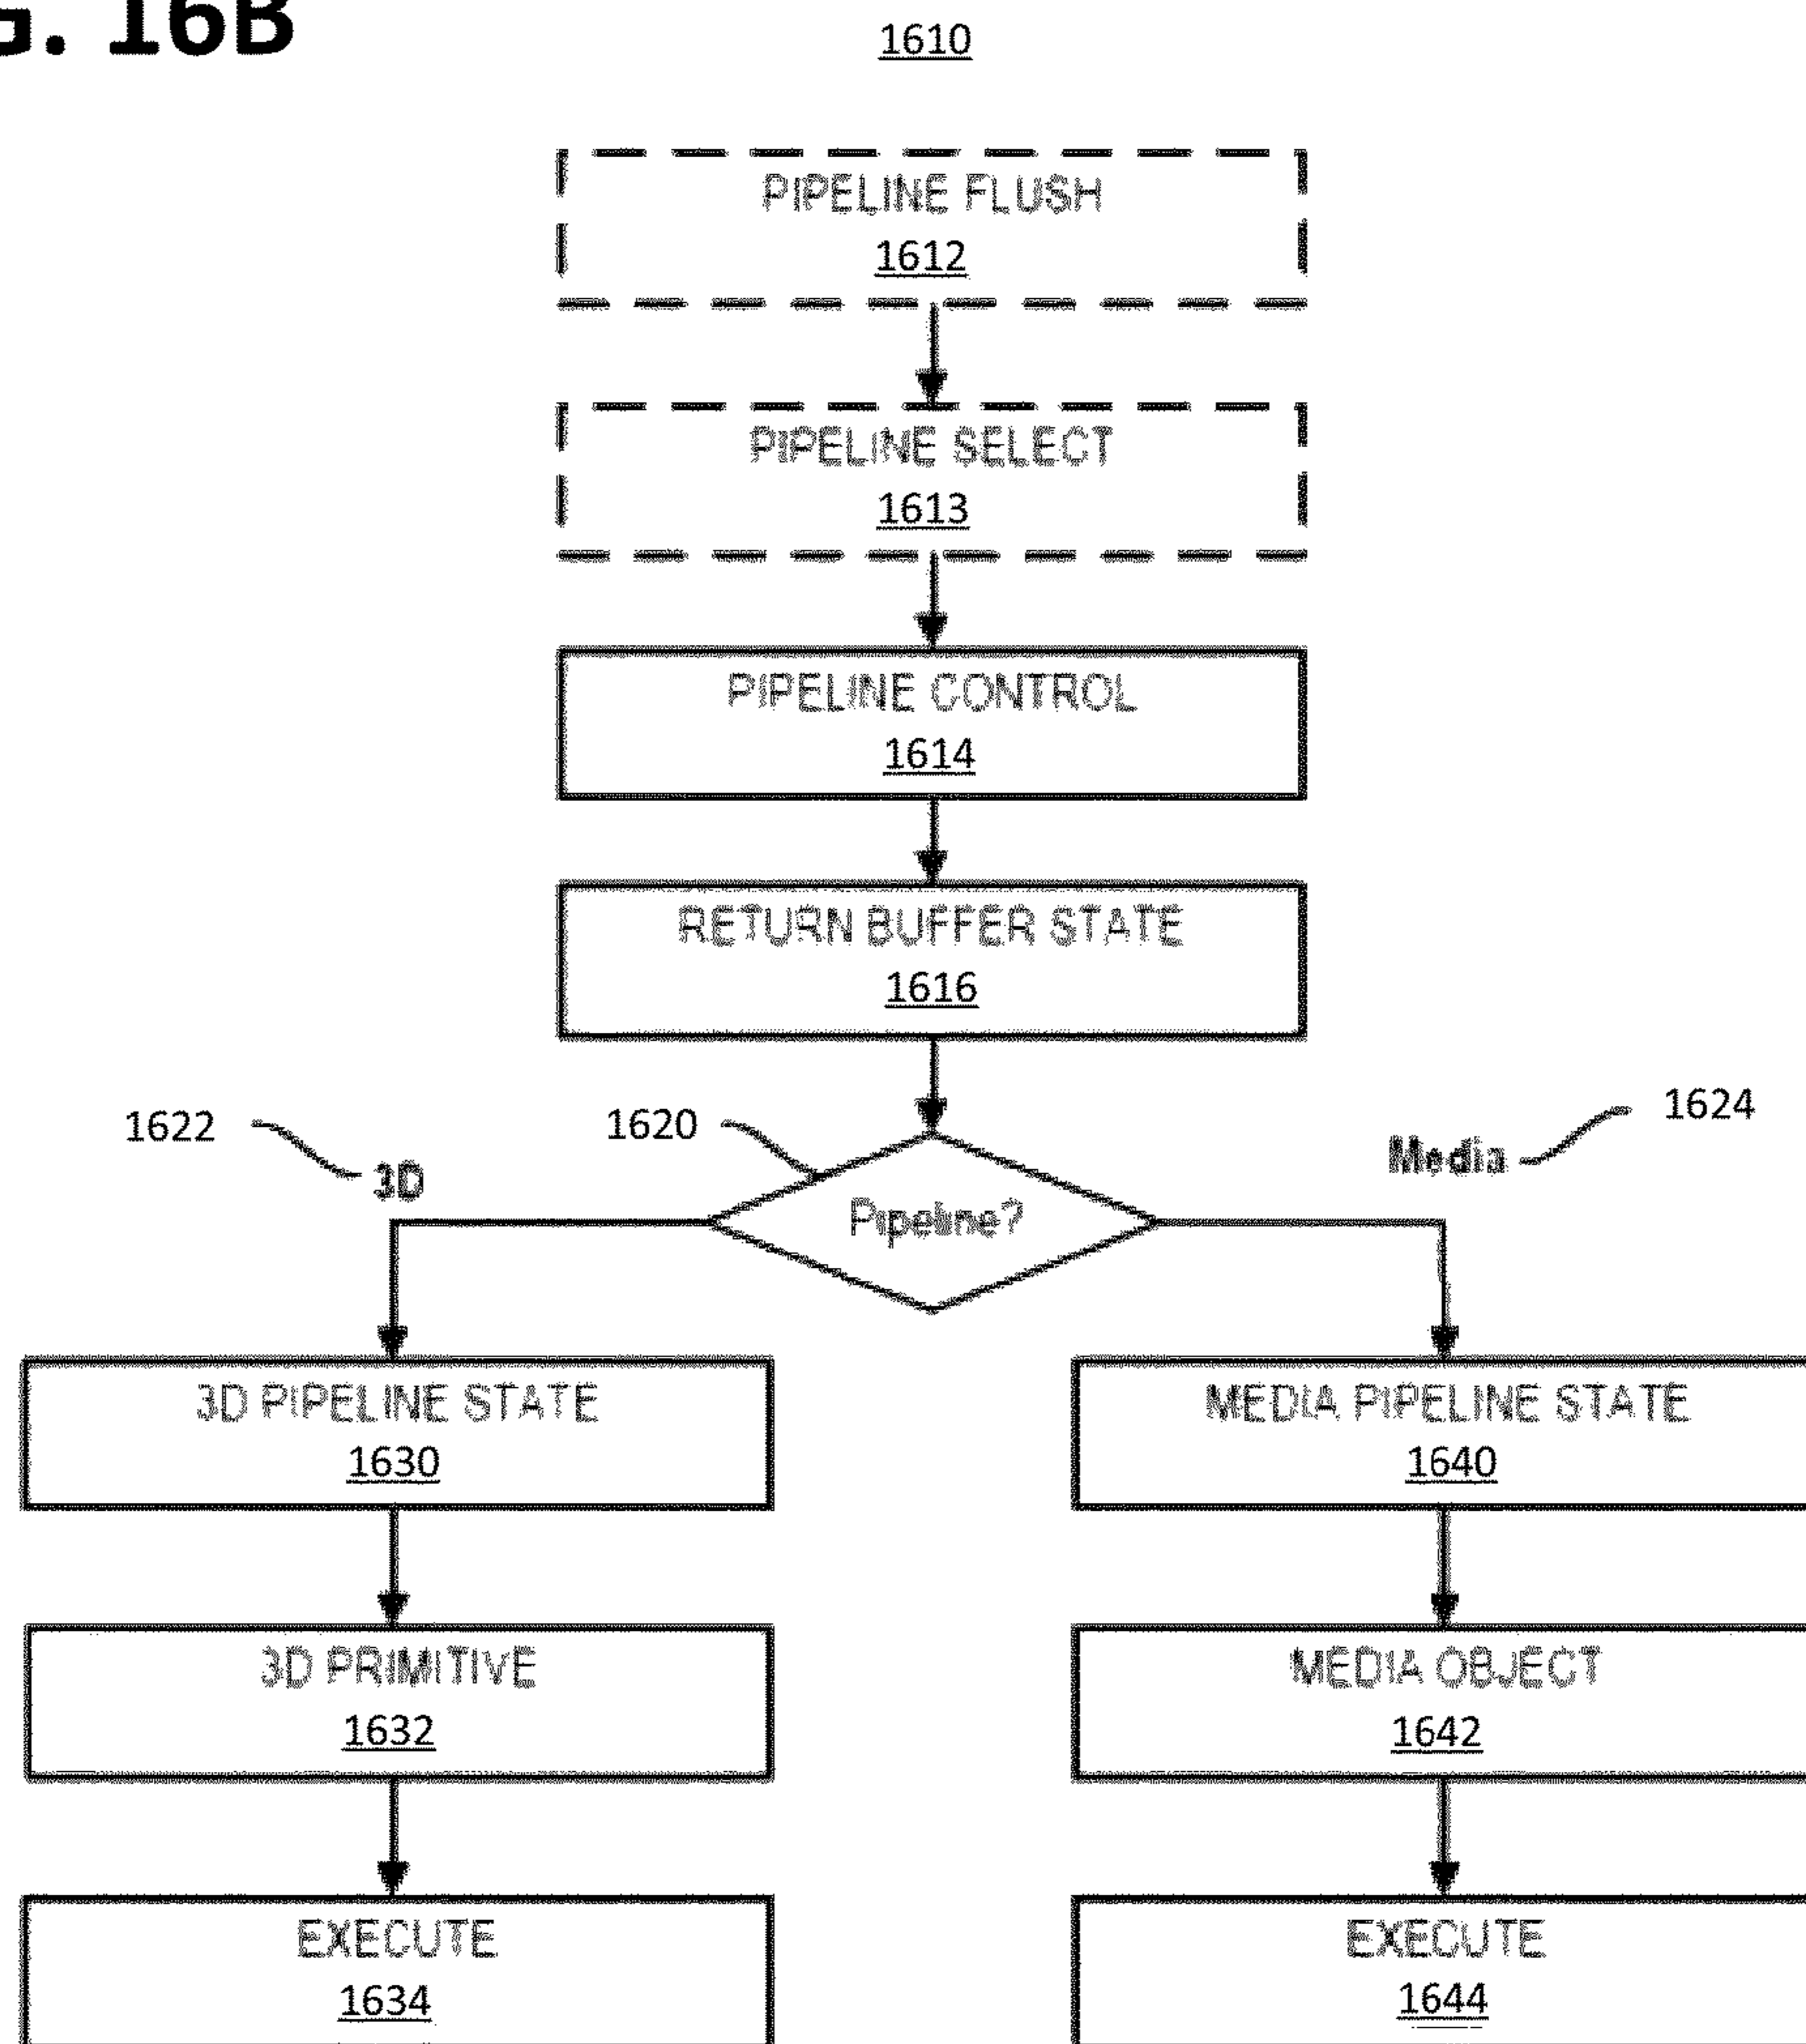 G. 16B
1610
PIPELINE FLUSH
1612
PIPELINE SELECT
1613
PIPELINE CONTROL
1614
RETURN BUFFER STATE
1616
1622
1620
1624
3D
Media
Pipeline?
3D PIPELINE STATE
1630
MEDIA PIPELINE STATE
1640
3D PRIMITIVE
1632
MEDIA OBJECT
1642
EXECUTE
1634
EXECUTE
1644